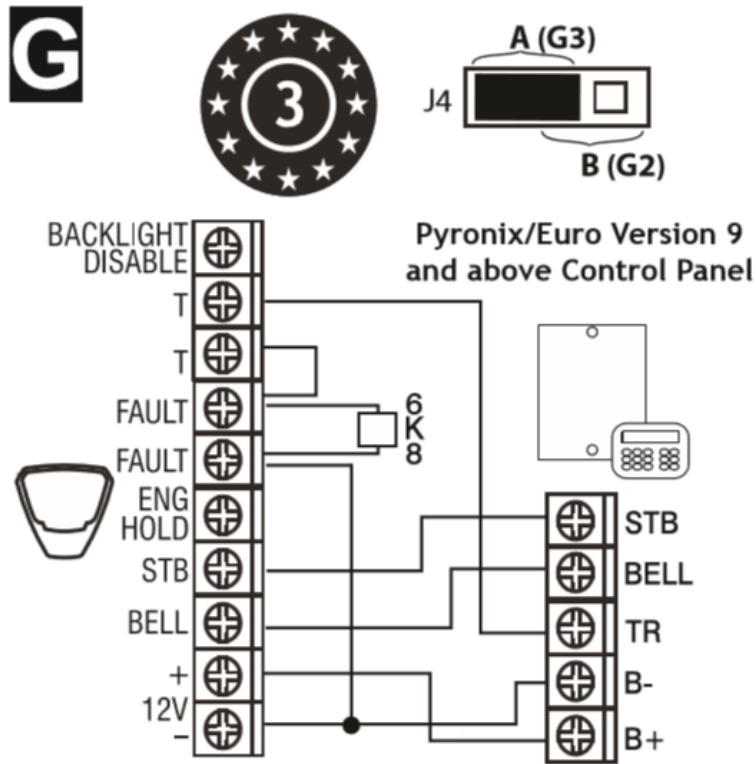 G
3
A (G3)
J4
B (G2)
BACKLIGHT
DISABLE
T
T
FAULT
FAULT
ENG
HOLD
STB
BELL
+
12V
−
6
K
8
Pyronix/Euro Version 9
and above Control Panel
STB
BELL
TR
B-
B+